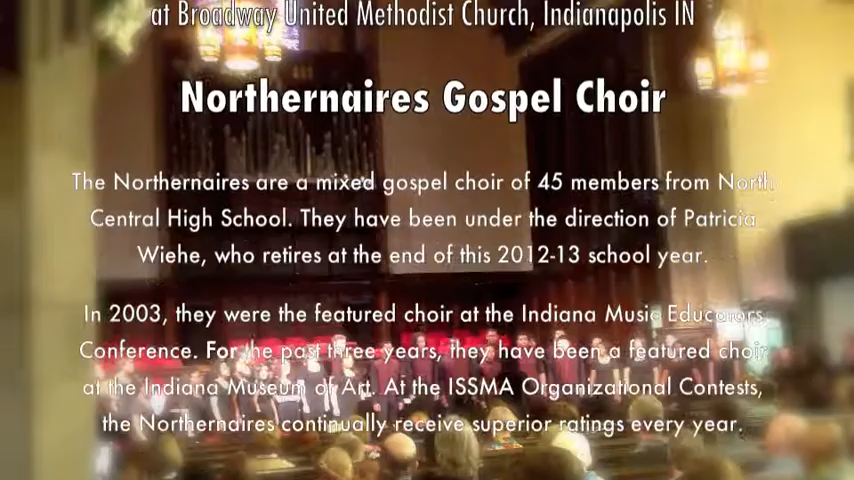 at Broadway United Methodist Church, Indianapolis IN
Northernaires Gospel Choir
The Northernaires are a mixed gospel choir of 45 members from North
Central High School. They have been under the direction of Patricia
Wiehe, who retires at the end of this 2012-13 school year.
In 2003, they were the featured choir at the Indiana Music Educators
Conference. For the past three years, they have been a featured choir
at the Indiana Museum of Art. At the ISSMA Organizational Contests,
the Northernaires continually receive superior ratings every year.